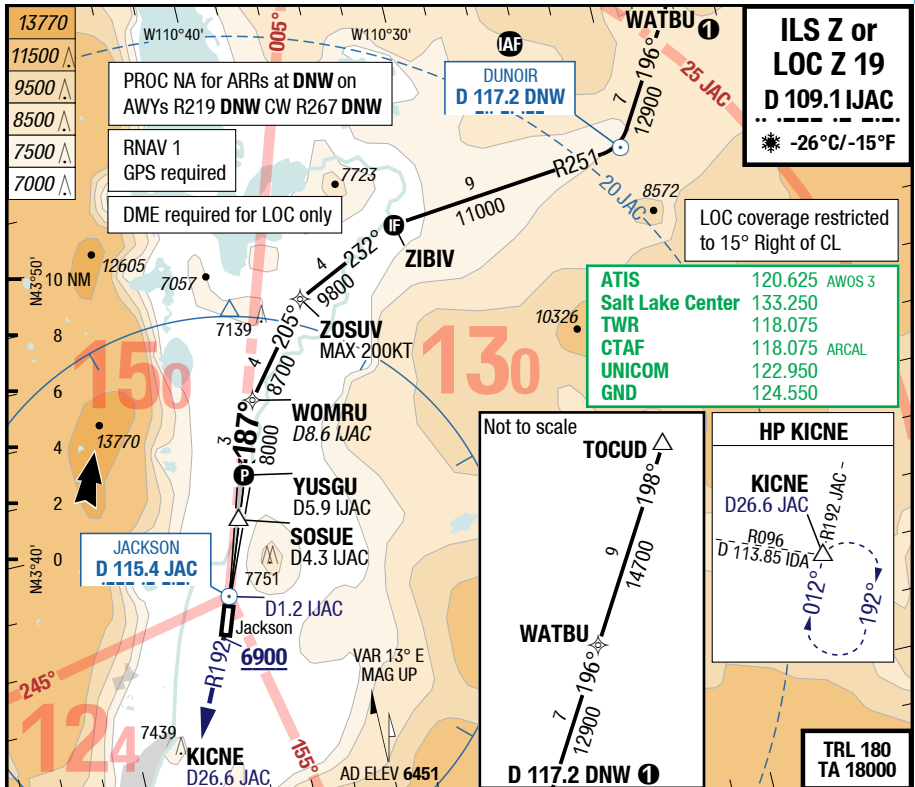 13770
11500
9500
8500
7500
7000
W110°40'
005°
W110°30'
IAF
WATBU 1
196°
7
12900
25 JAC
ILS Z or
LOC Z 19
D 109.1 IJAC
-26°C/-15°F
PROC NA for ARRs at DNW on
AWYs R219 DNW CW R267 DNW
DUNOIR
D 117.2 DNW
RNAV 1
GPS required
DME required for LOC only
7723
R251
9
11000
20 JAC
8572
LOC coverage restricted
to 15° Right of CL
IF
ZIBIV
232°
4
9800
N43°50'
10 NM
12605
7057
7139
ZOSUV
MAX 200KT
205°
4
8700
10326
ATIS 120.625 AWOS 3
Salt Lake Center 133.250
TWR 118.075
CTAF 118.075 ARCAL
UNICOM 122.950
GND 124.550
8
150
130
6
WOMRU
D8.6 IJAC
187°
3
8000
4
13770
P
YUSGU
D5.9 IJAC
2
SOSUE
D4.3 IJAC
N43°40'
0
7751
JACKSON
D 115.4 JAC
D1.2 IJAC
Jackson
6900
R192
245°
124
7439
KICNE
D26.6 JAC
155°
VAR 13° E
MAG UP
AD ELEV 6451
Not to scale
TOCUD
198°
9
14700
WATBU
196°
7
12900
D 117.2 DNW 1
HP KICNE
KICNE
D26.6 JAC
R192 JAC
R096
D 113.85 IDA
012°
192°
TRL 180
TA 18000